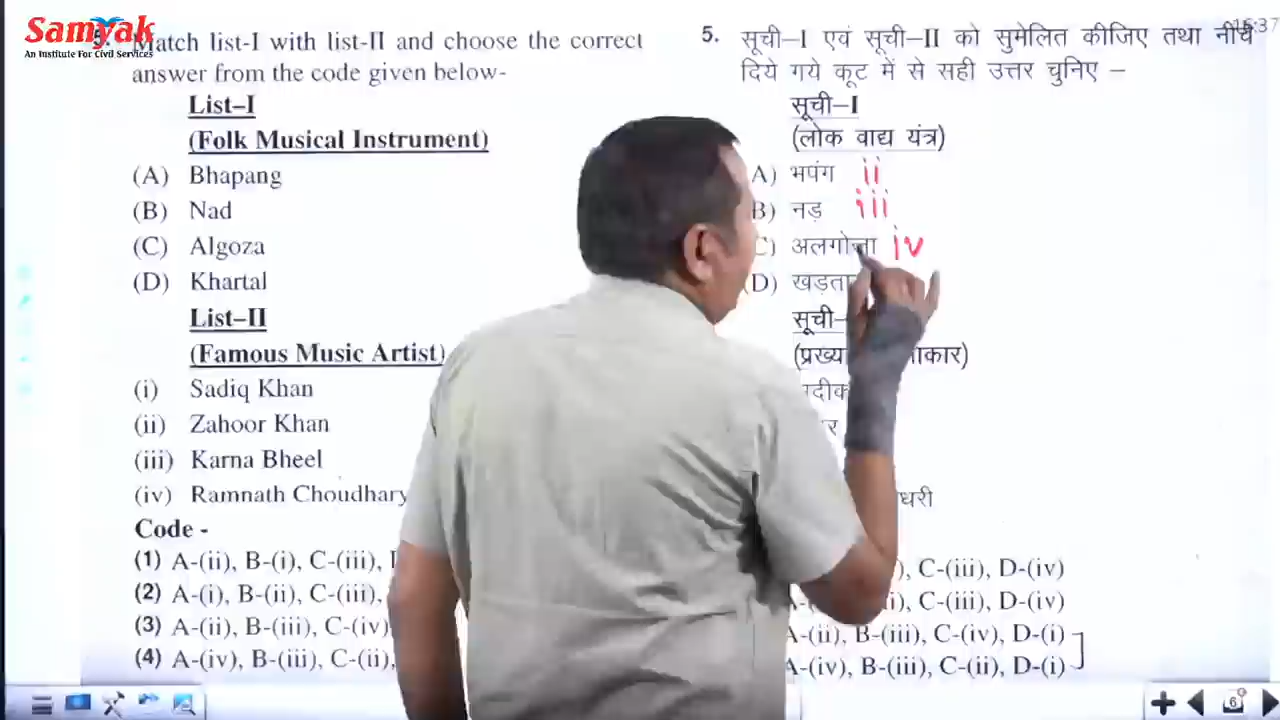 Samyak
An Institute For Civil Services
Match list-I with list-II and choose the correct
answer from the code given below-
List–I
(Folk Musical Instrument)
(A) Bhapang
(B) Nad
(C) Algoza
(D) Khartal
List–II
(Famous Music Artist)
(i) Sadiq Khan
(ii) Zahoor Khan
(iii) Karna Bheel
(iv) Ramnath Choudhary
Code -
(1) A-(ii), B-(i), C-(iii),
(2) A-(i), B-(ii), C-(iii),
(3) A-(ii), B-(iii), C-(iv)
(4) A-(iv), B-(iii), C-(ii),
5. सूची–I एवं सूची–II को सुमेलित कीजिए तथा नीचे
दिये गये कूट में से सही उत्तर चुनिए –
सूची–I
(लोक वाद्य यंत्र)
A) भपंग ii
B) नड़ iii
C) अलगोजा iv
(D)
सूची–
C-(iii), D-(iv)
C-(iii), D-(iv)
A-(ii), B-(iii), C-(iv), D-(i)
A-(iv), B-(iii), C-(ii), D-(i)
6